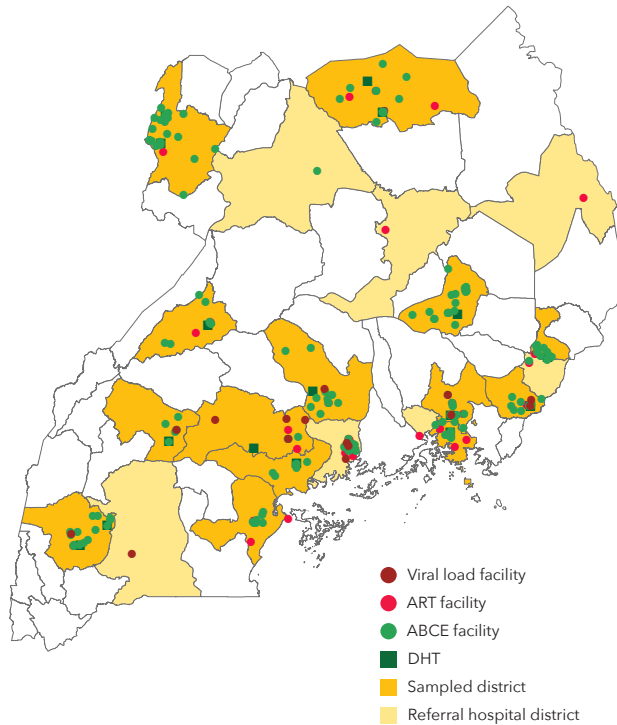 Viral load facility
ART facility
ABCE facility
DHT
Sampled district
Referral hospital district